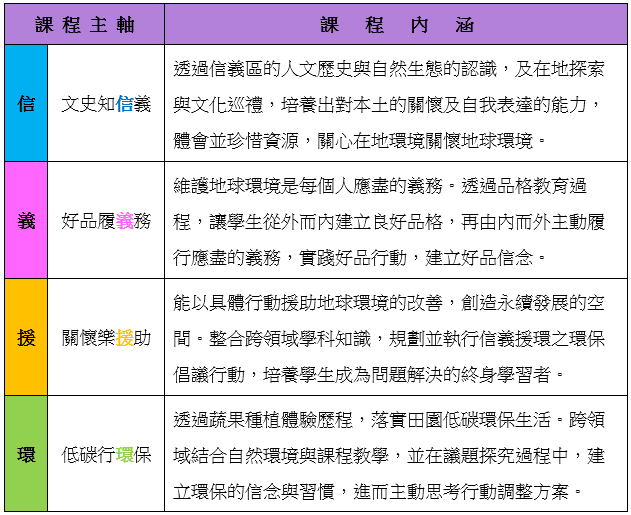 課程主軸 課程內涵
信 文史知信義
透過信義區的人文歷史與自然生態的認識，及在地探索
與文化巡禮，培養出對本土的關懷及自我表達的能力，
體會並珍惜資源，關心在地環境關懷地球環境。
義 好品履義務
維護地球環境是每個人應盡的義務。透過品格教育過
程，讓學生從外而內建立良好品格，再由內而外主動履
行應盡的義務，實踐好品行動，建立好品信念。
援 關懷樂援助
能以具體行動援助地球環境的改善，創造永續發展的空
間。整合跨領域學科知識，規劃並執行信義援環之環保
倡議行動，培養學生成為問題解決的終身學習者。
環 低碳行環保
透過蔬果種植體驗歷程，落實田園低碳環保生活。跨領
域結合自然環境與課程教學，並在議題探究過程中，建
立環保的信念與習慣，進而主動思考行動調整方案。